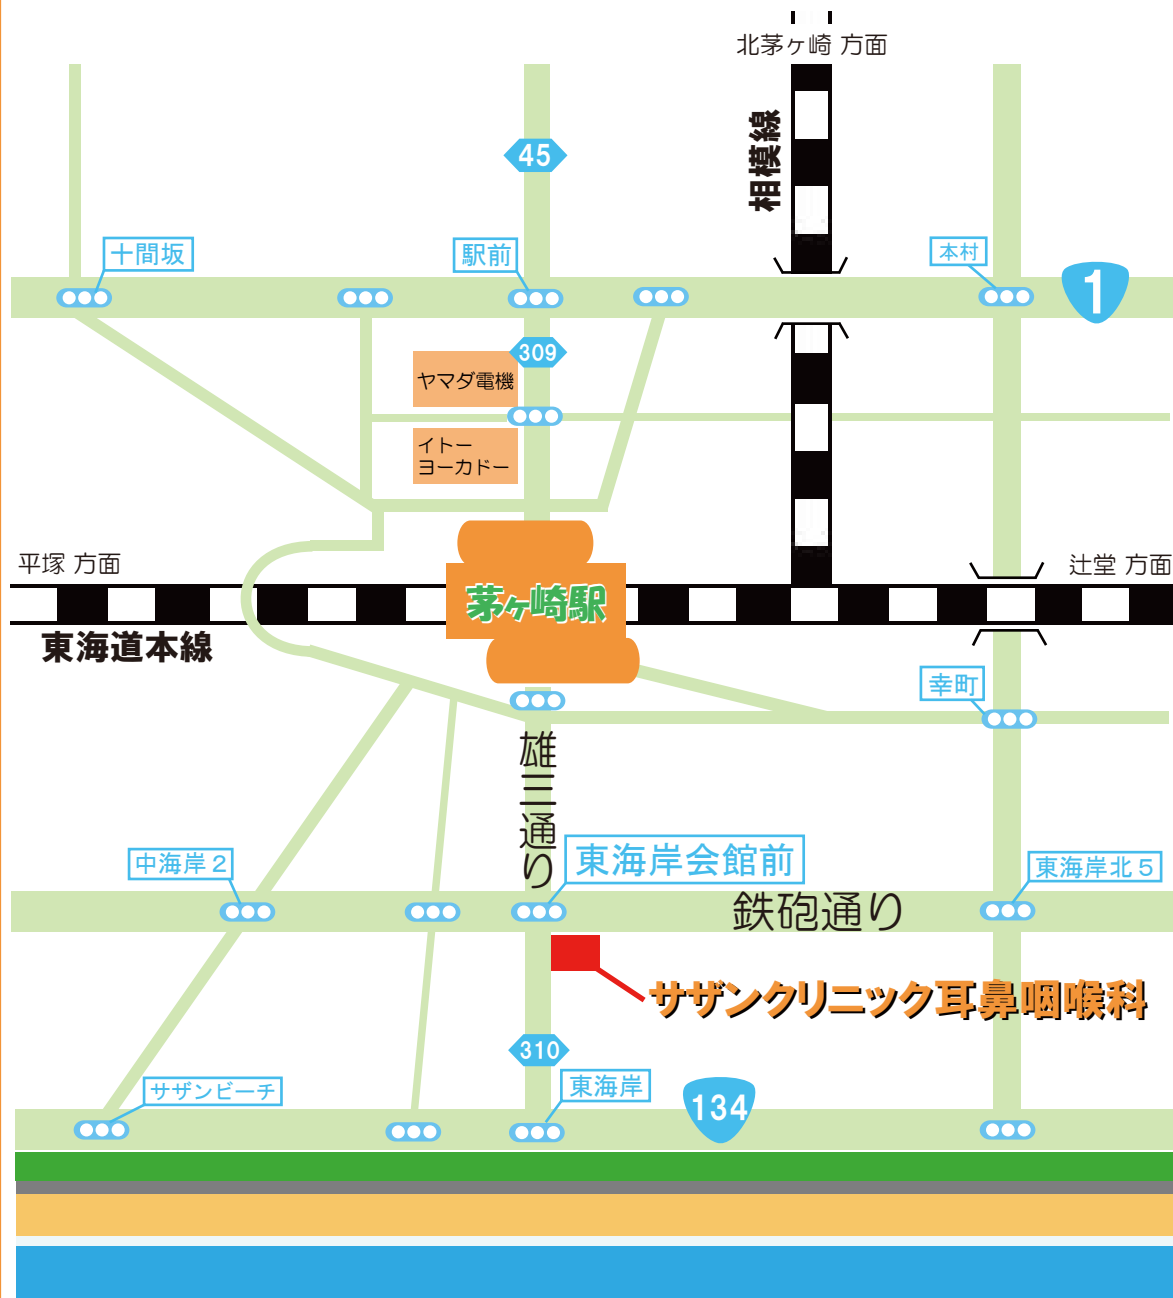 北茅ヶ崎 方面
相模線
45
十間坂
駅前
本村
1
309
ヤマダ電機
イトー
ヨーカドー
平塚 方面
辻堂 方面
茅ヶ崎駅
東海道本線
幸町
雄三通り
中海岸2
東海岸会館前
東海岸北5
鉄砲通り
サザンクリニック耳鼻咽喉科
310
サザンビーチ
東海岸
134